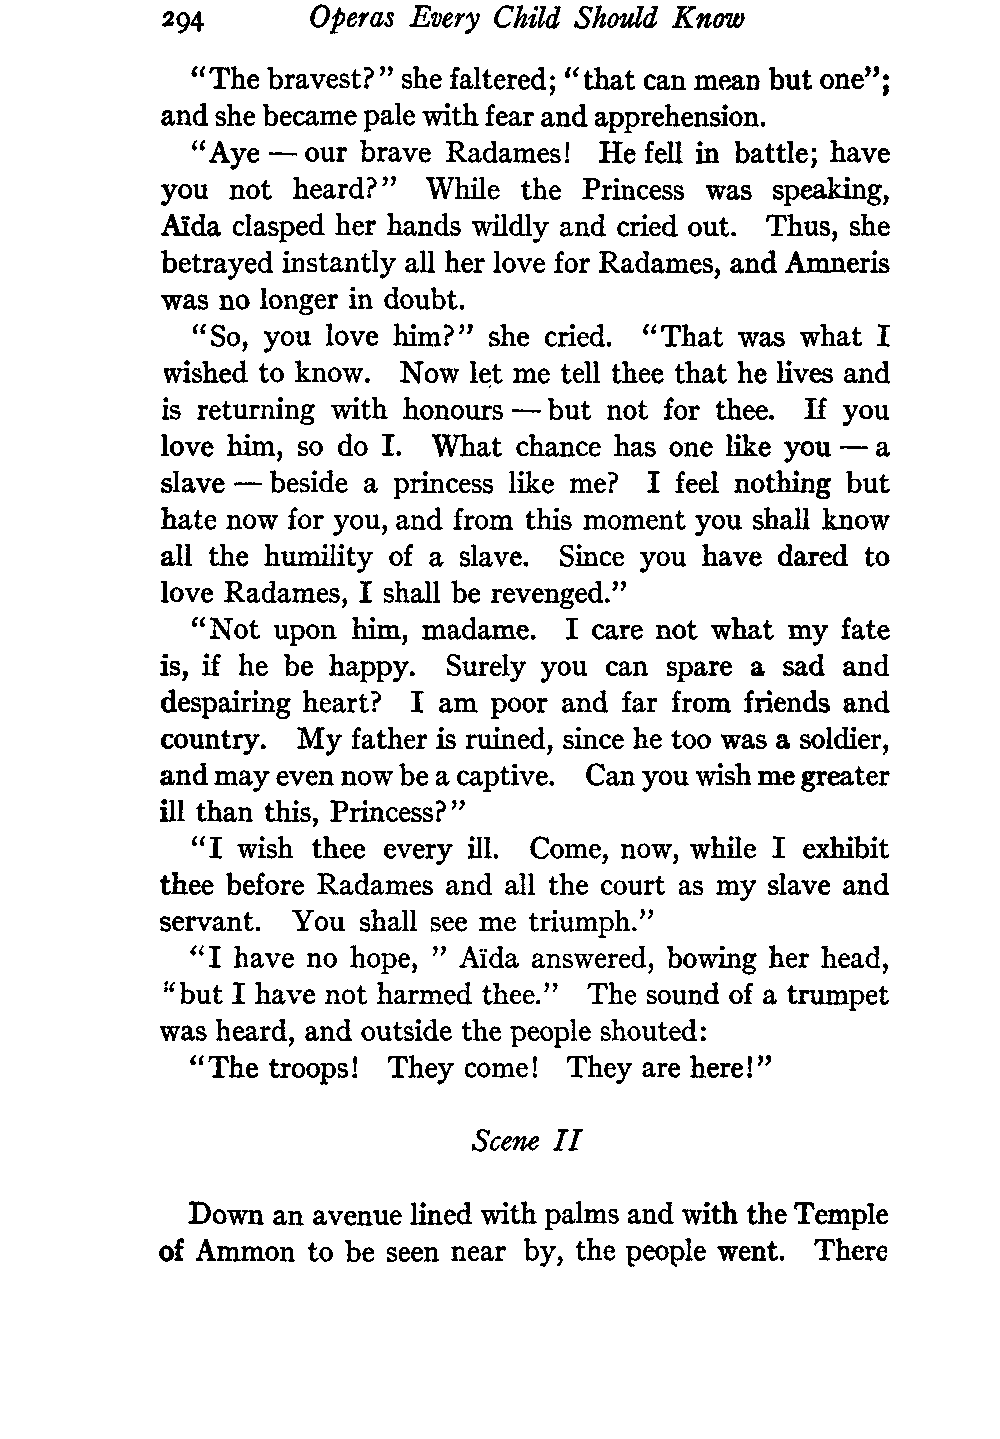 294 Operas Every Child Should Know
"The bravest?" she faltered; "that can mean but one";
and she became pale with fear and apprehension.
"Aye — our brave Radames! He fell in battle; have
you not heard?" While the Princess was speaking,
Aïda clasped her hands wildly and cried out. Thus, she
betrayed instantly all her love for Radames, and Amneris
was no longer in doubt.
"So, you love him?" she cried. "That was what I
wished to know. Now let me tell thee that he lives and
is returning with honours — but not for thee. If you
love him, so do I. What chance has one like you — a
slave — beside a princess like me? I feel nothing but
hate now for you, and from this moment you shall know
all the humility of a slave. Since you have dared to
love Radames, I shall be revenged."
"Not upon him, madame. I care not what my fate
is, if he be happy. Surely you can spare a sad and
despairing heart? I am poor and far from friends and
country. My father is ruined, since he too was a soldier,
and may even now be a captive. Can you wish me greater
ill than this, Princess?"
"I wish thee every ill. Come, now, while I exhibit
thee before Radames and all the court as my slave and
servant. You shall see me triumph."
"I have no hope, " Aïda answered, bowing her head,
"but I have not harmed thee." The sound of a trumpet
was heard, and outside the people shouted:
"The troops! They come! They are here!"
Scene II
Down an avenue lined with palms and with the Temple
of Ammon to be seen near by, the people went. There